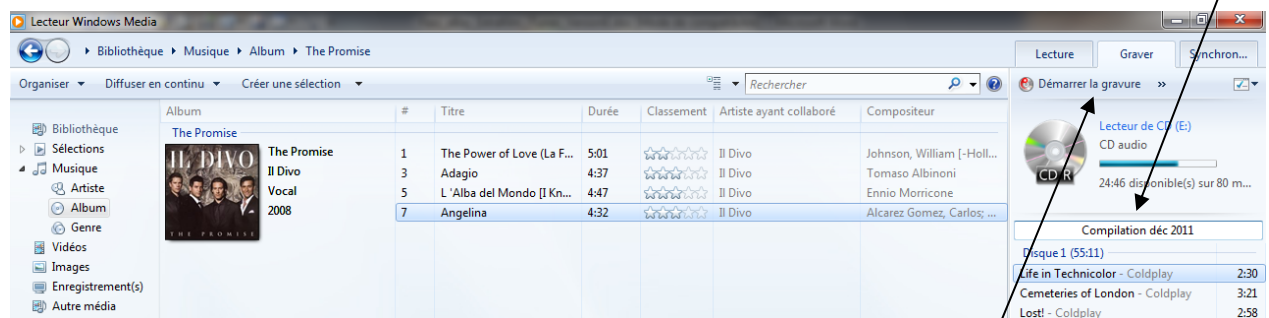 Lecteur Windows Media
Bibliothèque Musique Album The Promise
Lecture Graver Synchron...
Organiser Diffuser en continu Créer une sélection Rechercher Démarrer la gravure »
Album # Titre Durée Classement Artiste ayant collaboré Compositeur
Bibliothèque
Sélections
Musique
Artiste
Album
Genre
Vidéos
Images
Enregistrement(s)
Autre média
The Promise
IL DIVO
THE PROMISE
The Promise
Il Divo
Vocal
2008
1 The Power of Love (La F... 5:01 Il Divo Johnson, William [-Holl...
3 Adagio 4:37 Il Divo Tomaso Albinoni
5 L 'Alba del Mondo [I Kn... 4:47 Il Divo Ennio Morricone
7 Angelina 4:32 Il Divo Alcarez Gomez, Carlos; ...
CD R
Lecteur de CD (E:)
CD audio
24:46 disponible(s) sur 80 m...
Compilation déc 2011
Disque 1 (55:11)
Life in Technicolor - Coldplay 2:30
Cemeteries of London - Coldplay 3:21
Lost! - Coldplay 2:58